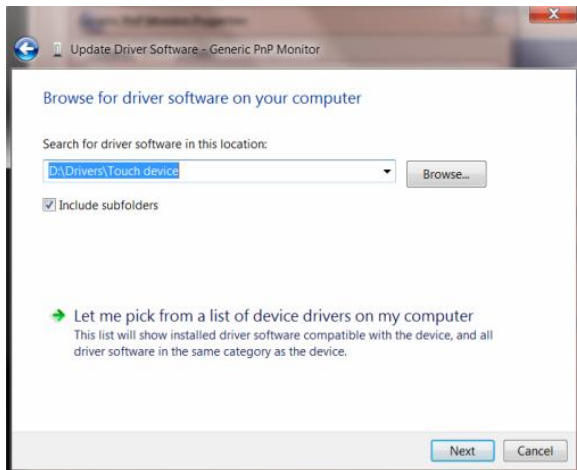 Update Driver Software - Generic PnP Monitor
Browse for driver software on your computer
Search for driver software in this location:
D:\Drivers\Touch device
Browse...
Include subfolders
Let me pick from a list of device drivers on my computer
This list will show installed driver software compatible with the device, and all
driver software in the same category as the device.
Next
Cancel